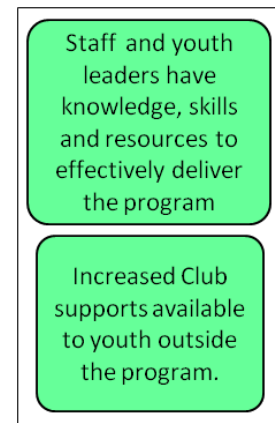 Staff and youth
leaders have
knowledge, skills
and resources to
effectively deliver
the program
Increased Club
supports available
to youth outside
the program.